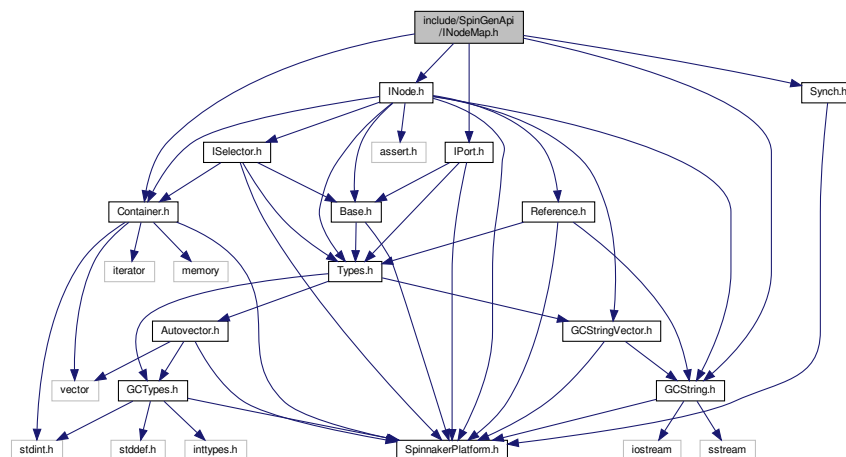 include/SpinGenApi
/INodeMap.h
INode.h
Synch.h
ISelector.h
assert.h
IPort.h
Container.h
Base.h
Reference.h
iterator
memory
Types.h
Autovector.h
GCStringVector.h
vector
GCTypes.h
GCString.h
stdint.h
stddef.h
inttypes.h
SpinnakerPlatform.h
iostream
sstream